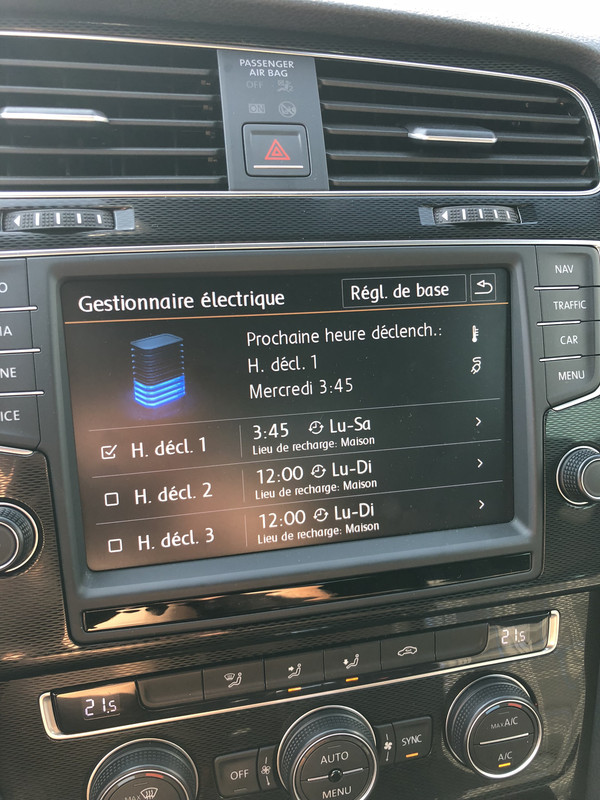 PASSENGER
AIR BAG
OFF
ON
NAV
TRAFFIC
CAR
MENU
Gestionnaire électrique
Régl. de base
Prochaine heure déclench.:
H. décl. 1
Mercredi 3:45
H. décl. 1
3:45 Lu-Sa
Lieu de recharge: Maison
H. décl. 2
12:00 Lu-Di
Lieu de recharge: Maison
H. décl. 3
12:00 Lu-Di
Lieu de recharge: Maison
21.5
21.5
OFF
AUTO
MENU
SYNC
MAX A/C
A/C
MAX